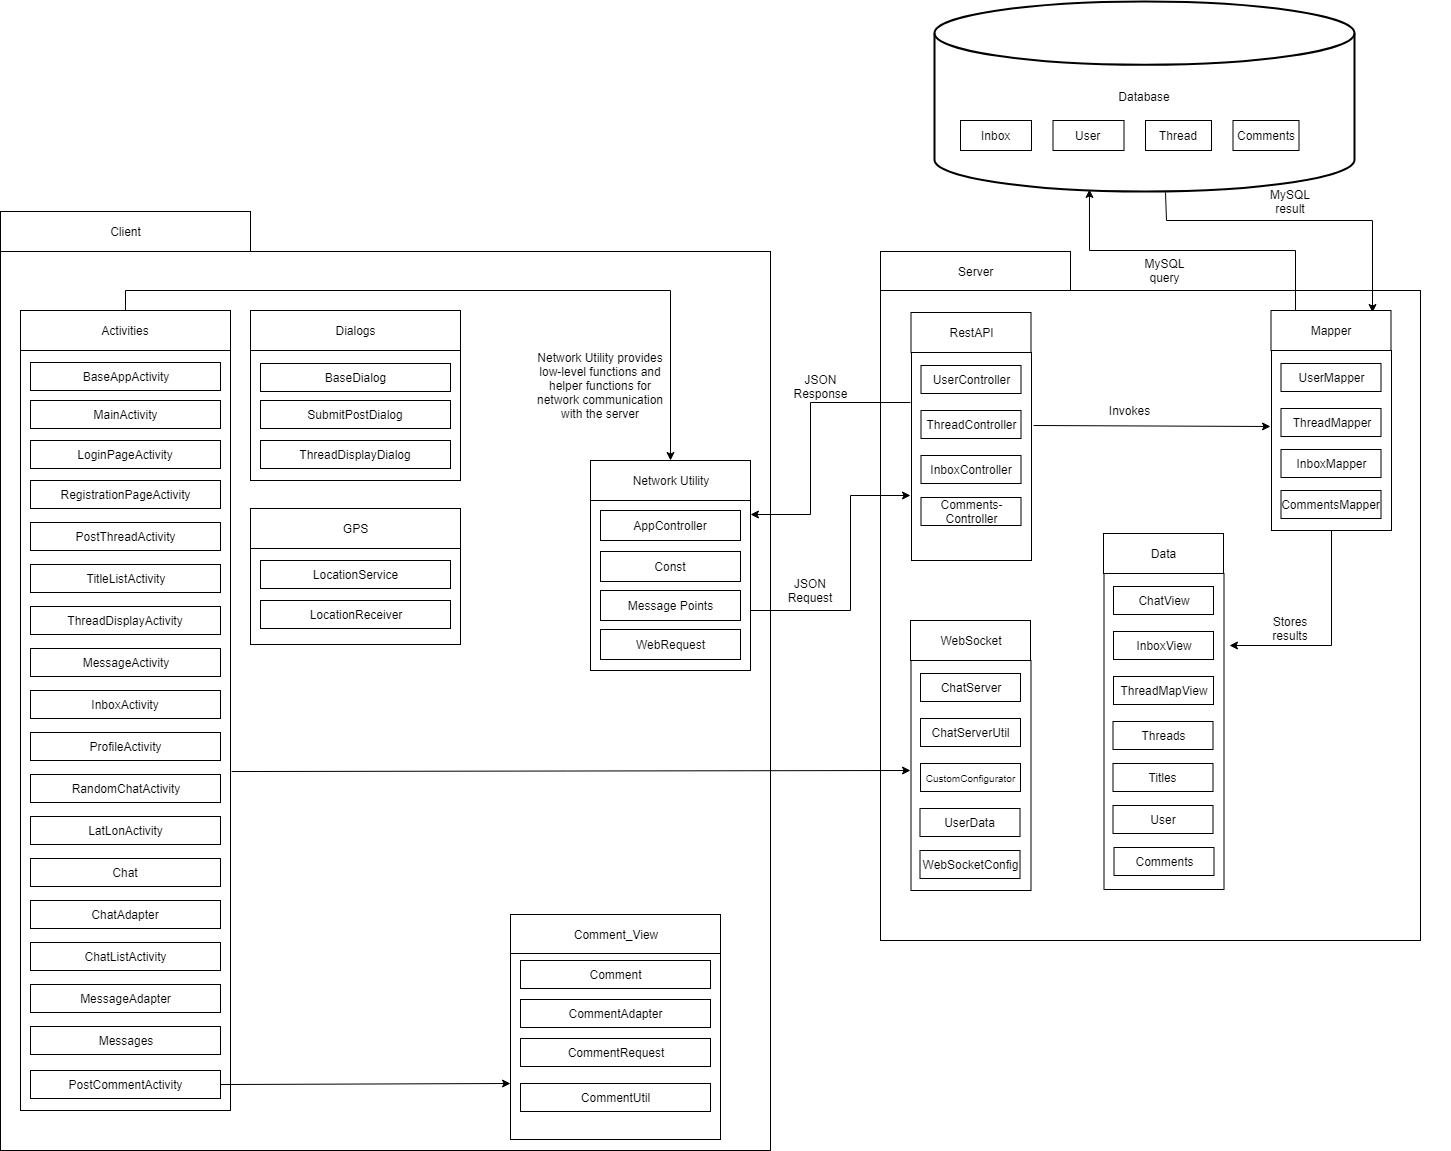 Database
Inbox
User
Thread
Comments
MySQL
result
MySQL
query
Client
Activities
BaseAppActivity
MainActivity
LoginPageActivity
RegistrationPageActivity
PostThreadActivity
TitleListActivity
ThreadDisplayActivity
MessageActivity
InboxActivity
ProfileActivity
RandomChatActivity
LatLonActivity
Chat
ChatAdapter
ChatListActivity
MessageAdapter
Messages
PostCommentActivity
Dialogs
BaseDialog
SubmitPostDialog
ThreadDisplayDialog
GPS
LocationService
LocationReceiver
Network Utility provides
low-level functions and
helper functions for
network communication
with the server
Network Utility
AppController
Const
Message Points
WebRequest
Comment_View
Comment
CommentAdapter
CommentRequest
CommentUtil
JSON
Response
JSON
Request
Server
RestAPI
UserController
ThreadController
InboxController
Comments-
Controller
Invokes
Mapper
UserMapper
ThreadMapper
InboxMapper
CommentsMapper
WebSocket
ChatServer
ChatServerUtil
CustomConfigurator
UserData
WebSocketConfig
Data
ChatView
InboxView
ThreadMapView
Threads
Titles
User
Comments
Stores
results